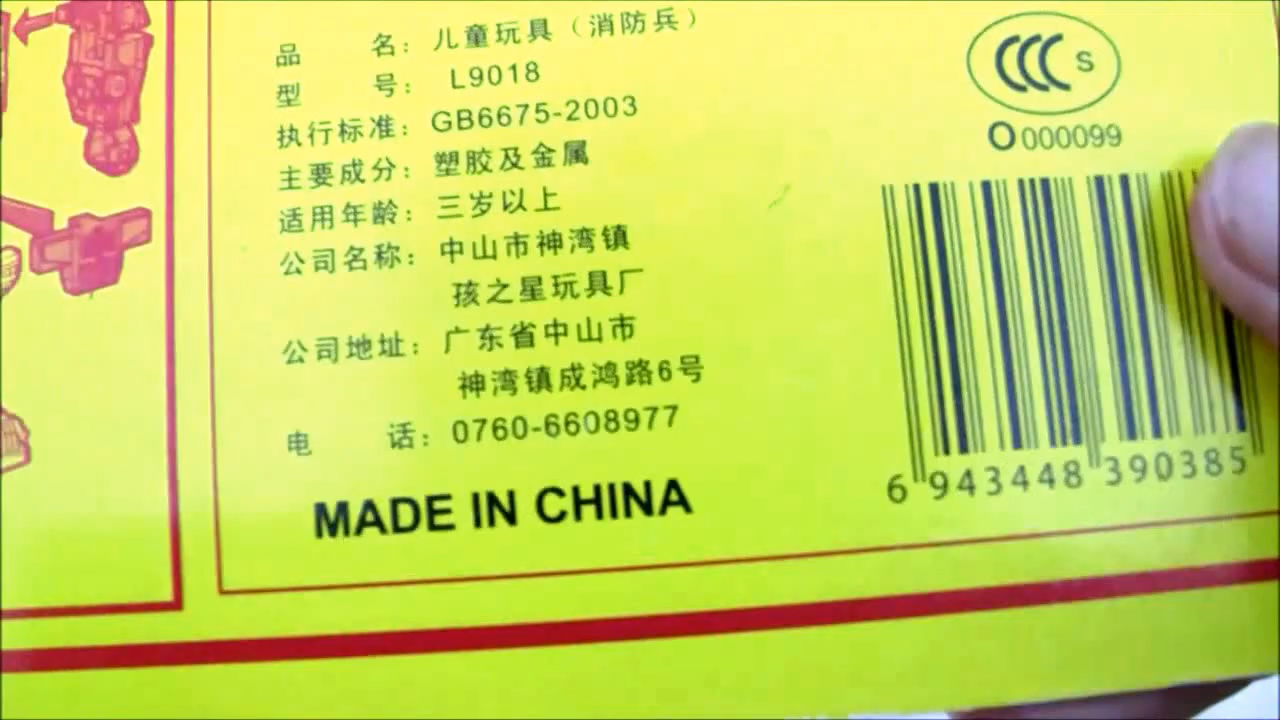 品 名：儿童玩具（消防兵）
型 号： L9018
执行标准：GB6675-2003
主要成分：塑胶及金属
适用年龄：三岁以上
公司名称：中山市神湾镇
孩之星玩具厂
公司地址：广东省中山市
神湾镇成鸿路6号
电 话：0760-6608977
MADE IN CHINA
CCC S
O000099
6 943448 390385